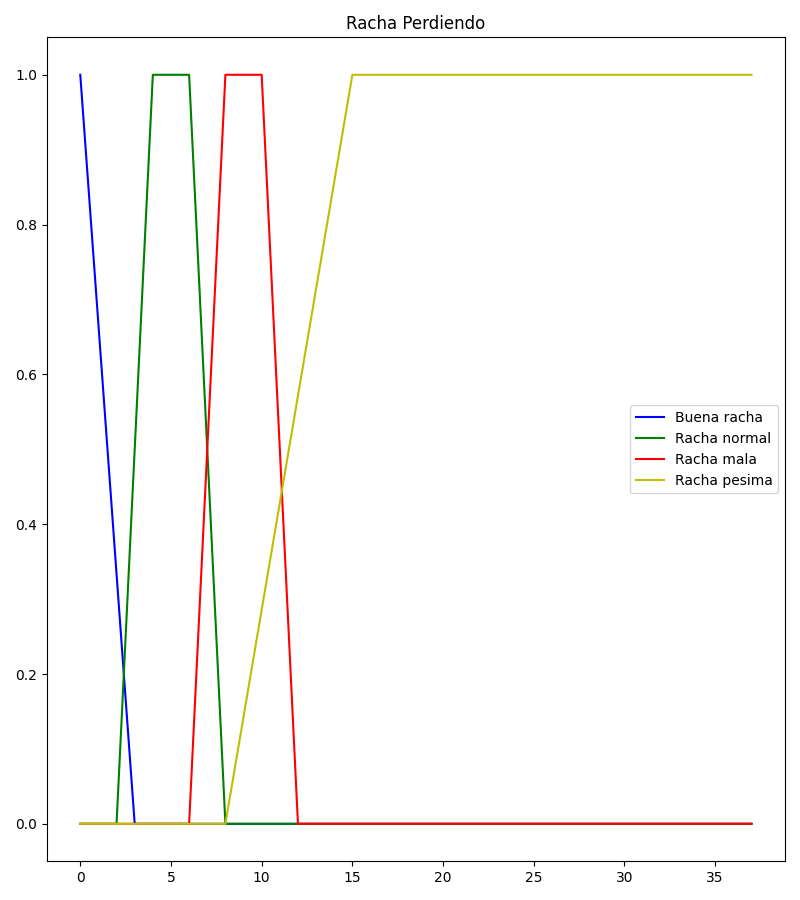 Racha Perdiendo
1.0
0.8
0.6
0.4
0.2
0.0
Buena racha
Racha normal
Racha mala
Racha pesima
0 5 10 15 20 25 30 35